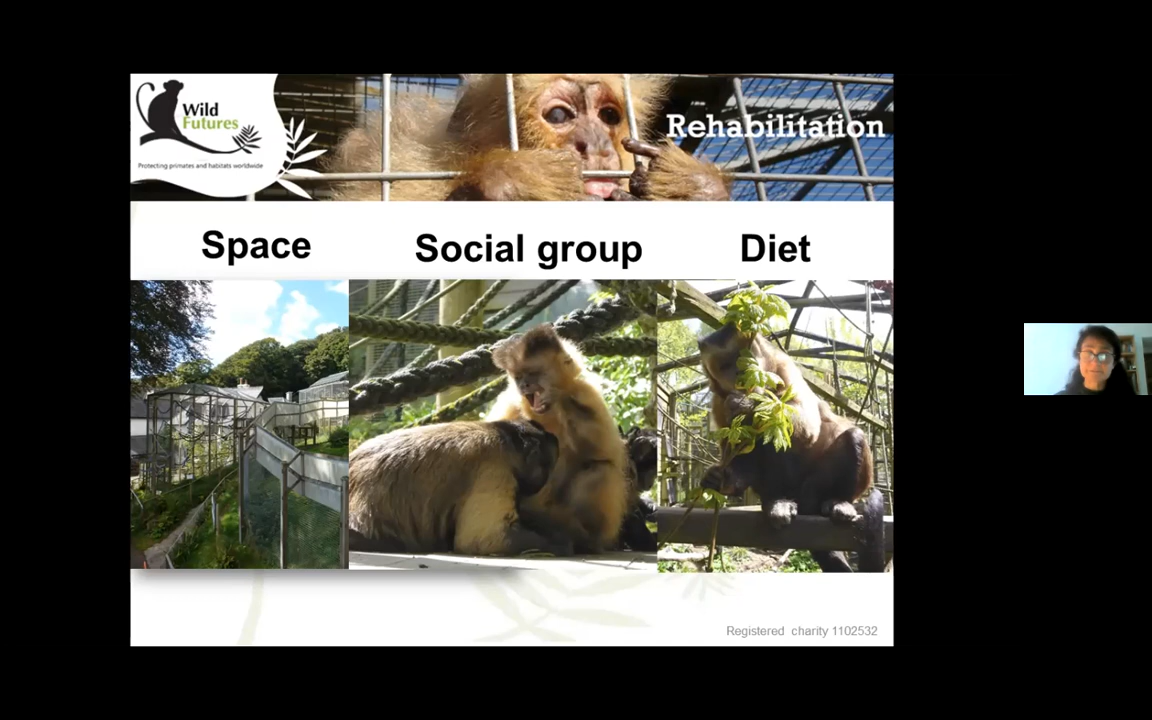 Wild
Futures
Protecting primates and habitats worldwide
Rehabilitation
Space
Social group
Diet
Registered charity 1102532